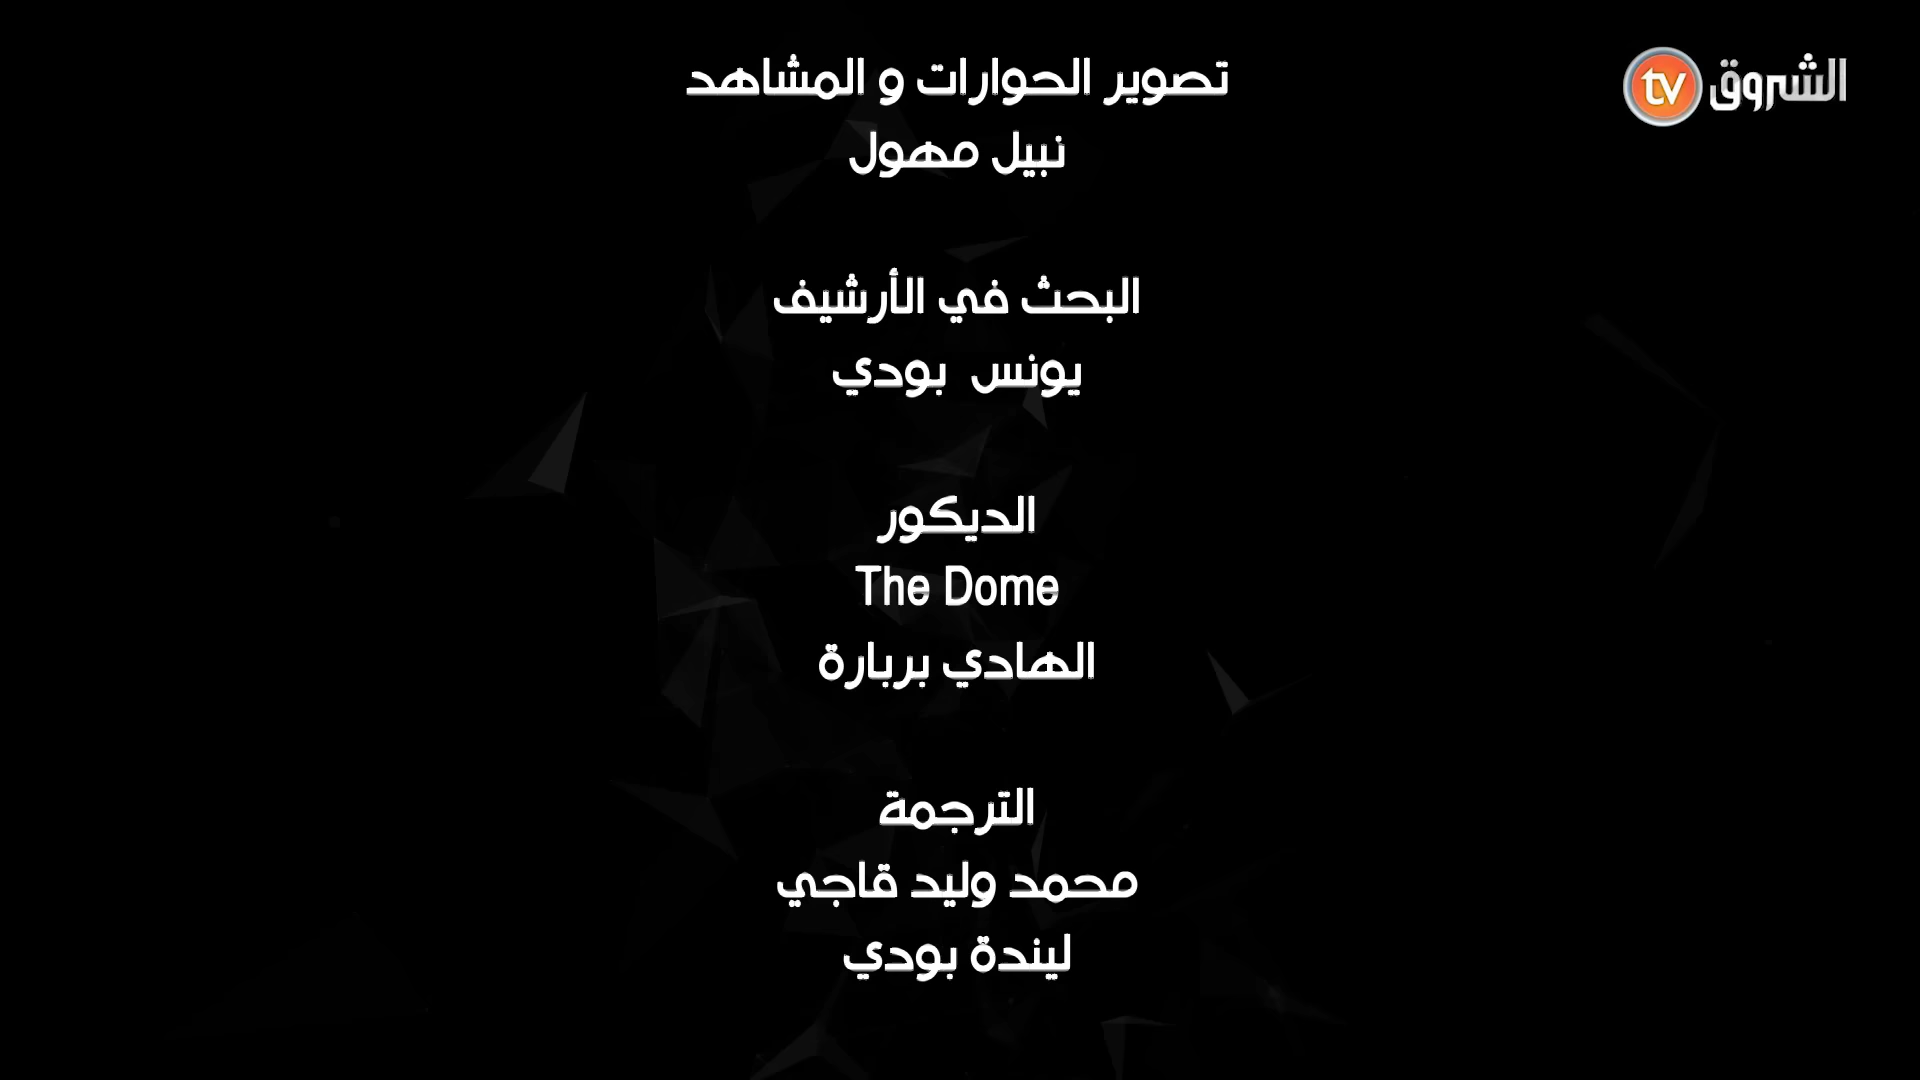 تصوير الحوارات و المشاهد
نبيل مهول
البحث في الأرشيف
يونس بودي
الديكور
The Dome
الهادي بربارة
الترجمة
محمد وليد قاجي
ليندة بودي
الشروق tv